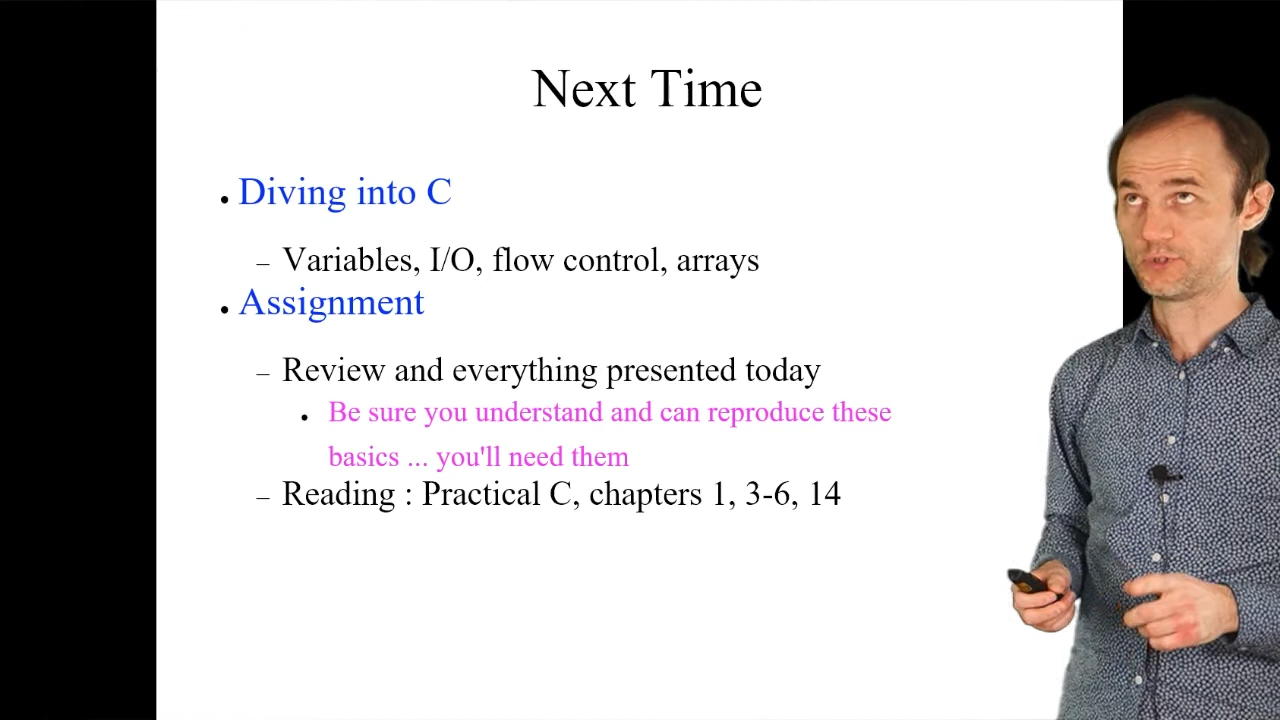 Next Time
• Diving into C
– Variables, I/O, flow control, arrays
• Assignment
– Review and everything presented today
• Be sure you understand and can reproduce these
basics ... you'll need them
– Reading : Practical C, chapters 1, 3-6, 14